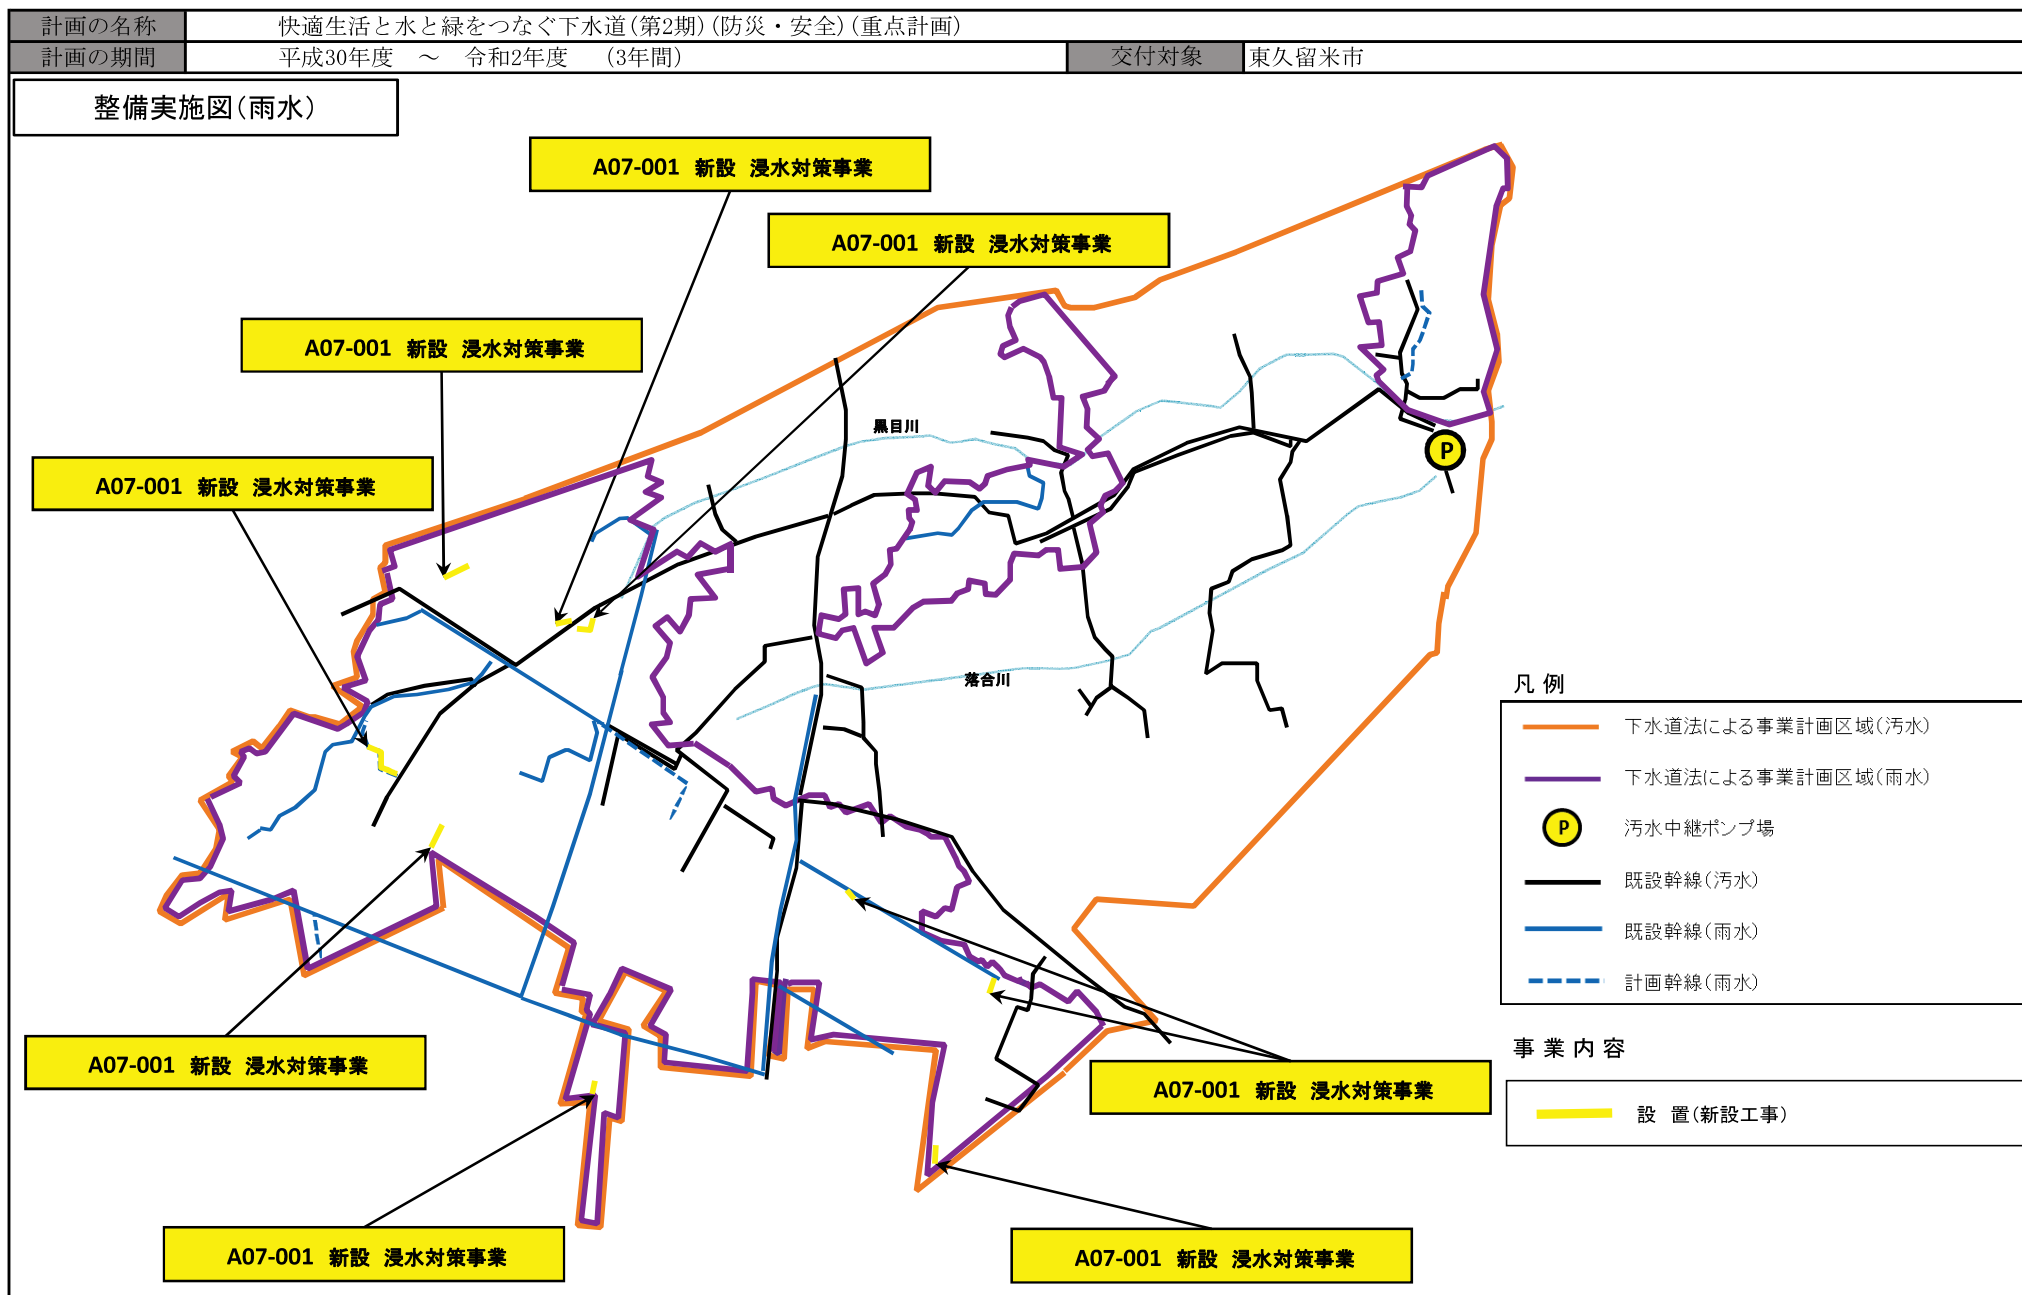 計画の名称 快適生活と水と緑をつなぐ下水道(第2期)(防災・安全)(重点計画)
計画の期間 平成30年度 ～ 令和2年度 (3年間) 交付対象 東久留米市
整備実施図(雨水)
A07-001 新設 浸水対策事業
A07-001 新設 浸水対策事業
A07-001 新設 浸水対策事業
黒目川
P
A07-001 新設 浸水対策事業
落合川
凡 例
下水道法による事業計画区域(汚水)
下水道法による事業計画区域(雨水)
P 汚水中継ポンプ場
既設幹線(汚水)
既設幹線(雨水)
計画幹線(雨水)
事 業 内 容
設 置(新設工事)
A07-001 新設 浸水対策事業
A07-001 新設 浸水対策事業
A07-001 新設 浸水対策事業
A07-001 新設 浸水対策事業